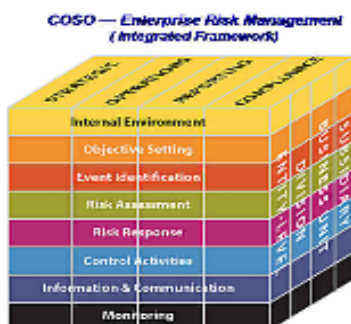 COSO — Enterprise Risk Management
( Integrated Framework)
STRATEGIC
OPERATIONS
REPORTING
COMPLIANCE
Internal Environment
Objective Setting
Event Identification
Risk Assessment
Risk Response
Control Activities
Information & Communication
Monitoring
ENTITY-LEVEL
DIVISION
BUSINESS UNIT
SUBSIDIARY